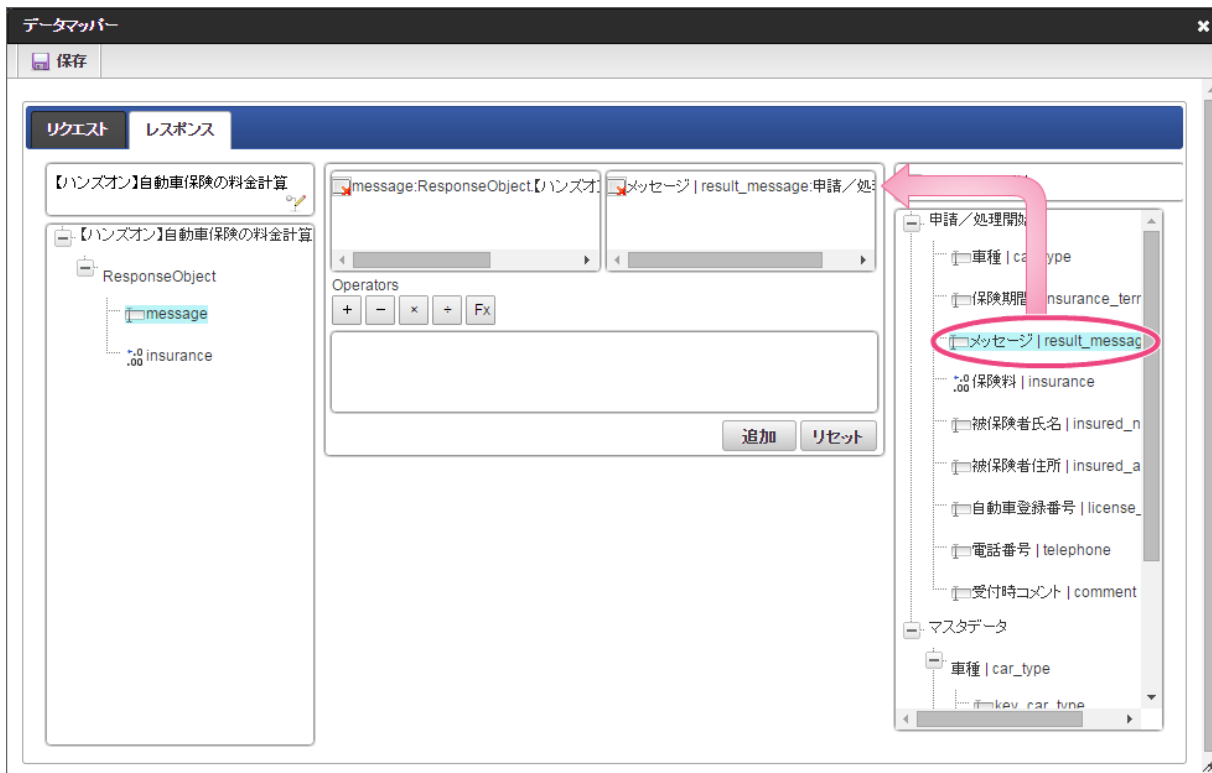 データマッパー
保存
リクエスト
レスポンス
【ハンズオン】自動車保険の料金計算
【ハンズオン】自動車保険の料金計算
ResponseObject
message
insurance
message:ResponseObject.【ハンズオ
メッセージ | result_message:申請／処
Operators
+ − × ÷ Fx
追加
リセット
申請／処理開始
車種 | car_type
保険期間 | insurance_terr
メッセージ | result_messag
保険料 | insurance
被保険者氏名 | insured_n
被保険者住所 | insured_a
自動車登録番号 | license_
電話番号 | telephone
受付時コメント | comment
マスタデータ
車種 | car_type
key_car_type